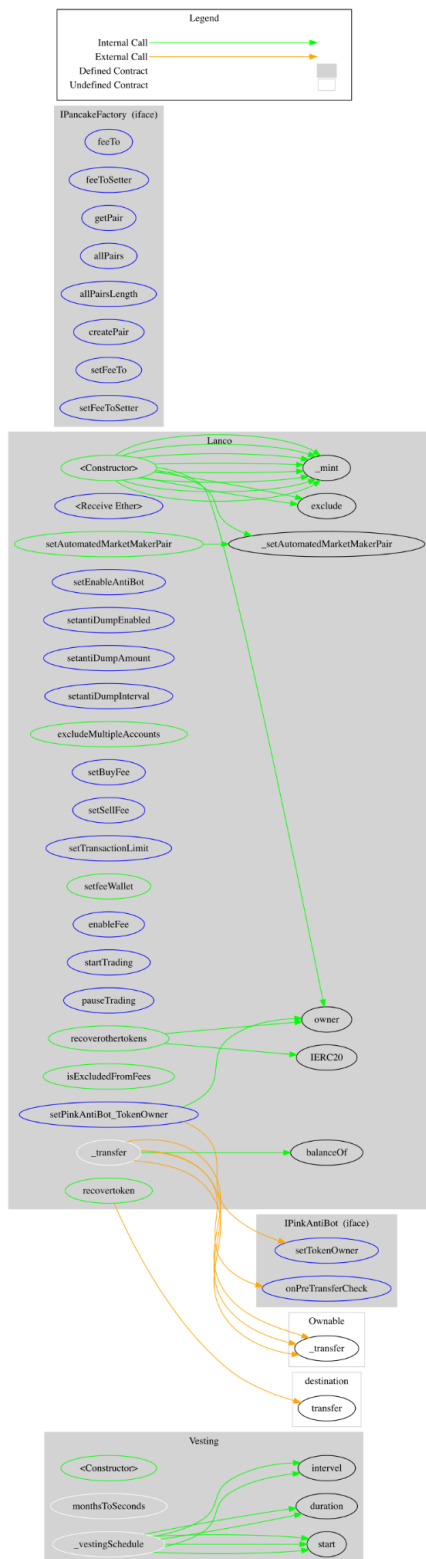 Legend
Internal Call
External Call
Defined Contract
Undefined Contract
IPancakeFactory (iface)
feeTo
feeToSetter
getPair
allPairs
allPairsLength
createPair
setFeeTo
setFeeToSetter
Lanco
<Constructor>
_mint
<Receive Ether>
exclude
setAutomatedMarketMakerPair
_setAutomatedMarketMakerPair
setEnableAntiBot
setantiDumpEnabled
setantiDumpAmount
setantiDumpInterval
excludeMultipleAccounts
setBuyFee
setSellFee
setTransactionLimit
setfeeWallet
enableFee
startTrading
pauseTrading
owner
recoverothertokens
IERC20
isExcludedFromFees
setPinkAntiBot_TokenOwner
_transfer
balanceOf
recovertoken
IPinkAntiBot (iface)
setTokenOwner
onPreTransferCheck
Ownable
_transfer
destination
transfer
Vesting
<Constructor>
intervel
monthsToSeconds
duration
_vestingSchedule
start